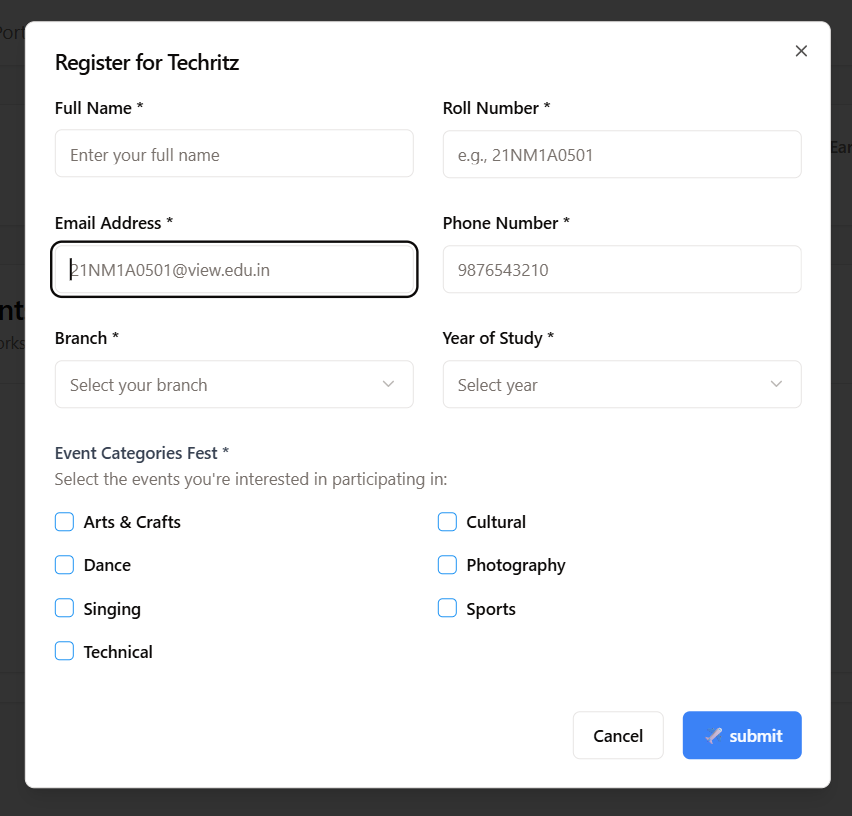 Register for Techritz
Full Name *
Roll Number *
Enter your full name
e.g., 21NM1A0501
Email Address *
Phone Number *
21NM1A0501@view.edu.in
9876543210
Branch *
Year of Study *
Select your branch
Select year
Event Categories Fest *
Select the events you're interested in participating in:
Arts & Crafts
Cultural
Dance
Photography
Singing
Sports
Technical
Cancel
submit